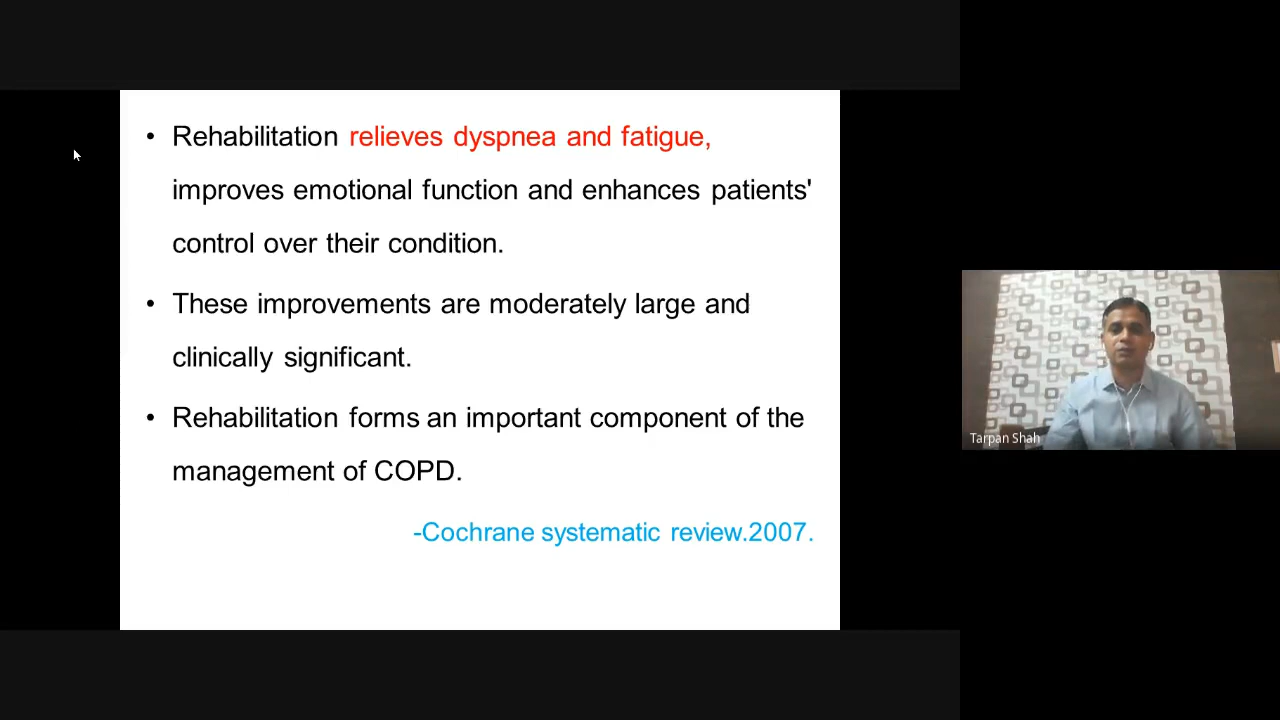 • Rehabilitation relieves dyspnea and fatigue,
improves emotional function and enhances patients'
control over their condition.
• These improvements are moderately large and
clinically significant.
• Rehabilitation forms an important component of the
management of COPD.
-Cochrane systematic review.2007.
Tarpan Shah